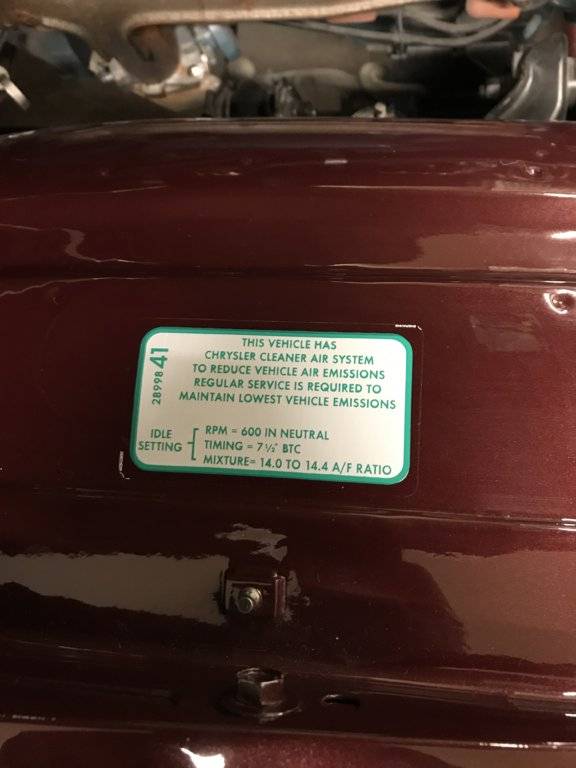 2899841
THIS VEHICLE HAS
CHRYSLER CLEANER AIR SYSTEM
TO REDUCE VEHICLE AIR EMISSIONS
REGULAR SERVICE IS REQUIRED TO
MAINTAIN LOWEST VEHICLE EMISSIONS
IDLE
SETTING
RPM = 600 IN NEUTRAL
TIMING = 7½° BTC
MIXTURE= 14.0 TO 14.4 A/F RATIO